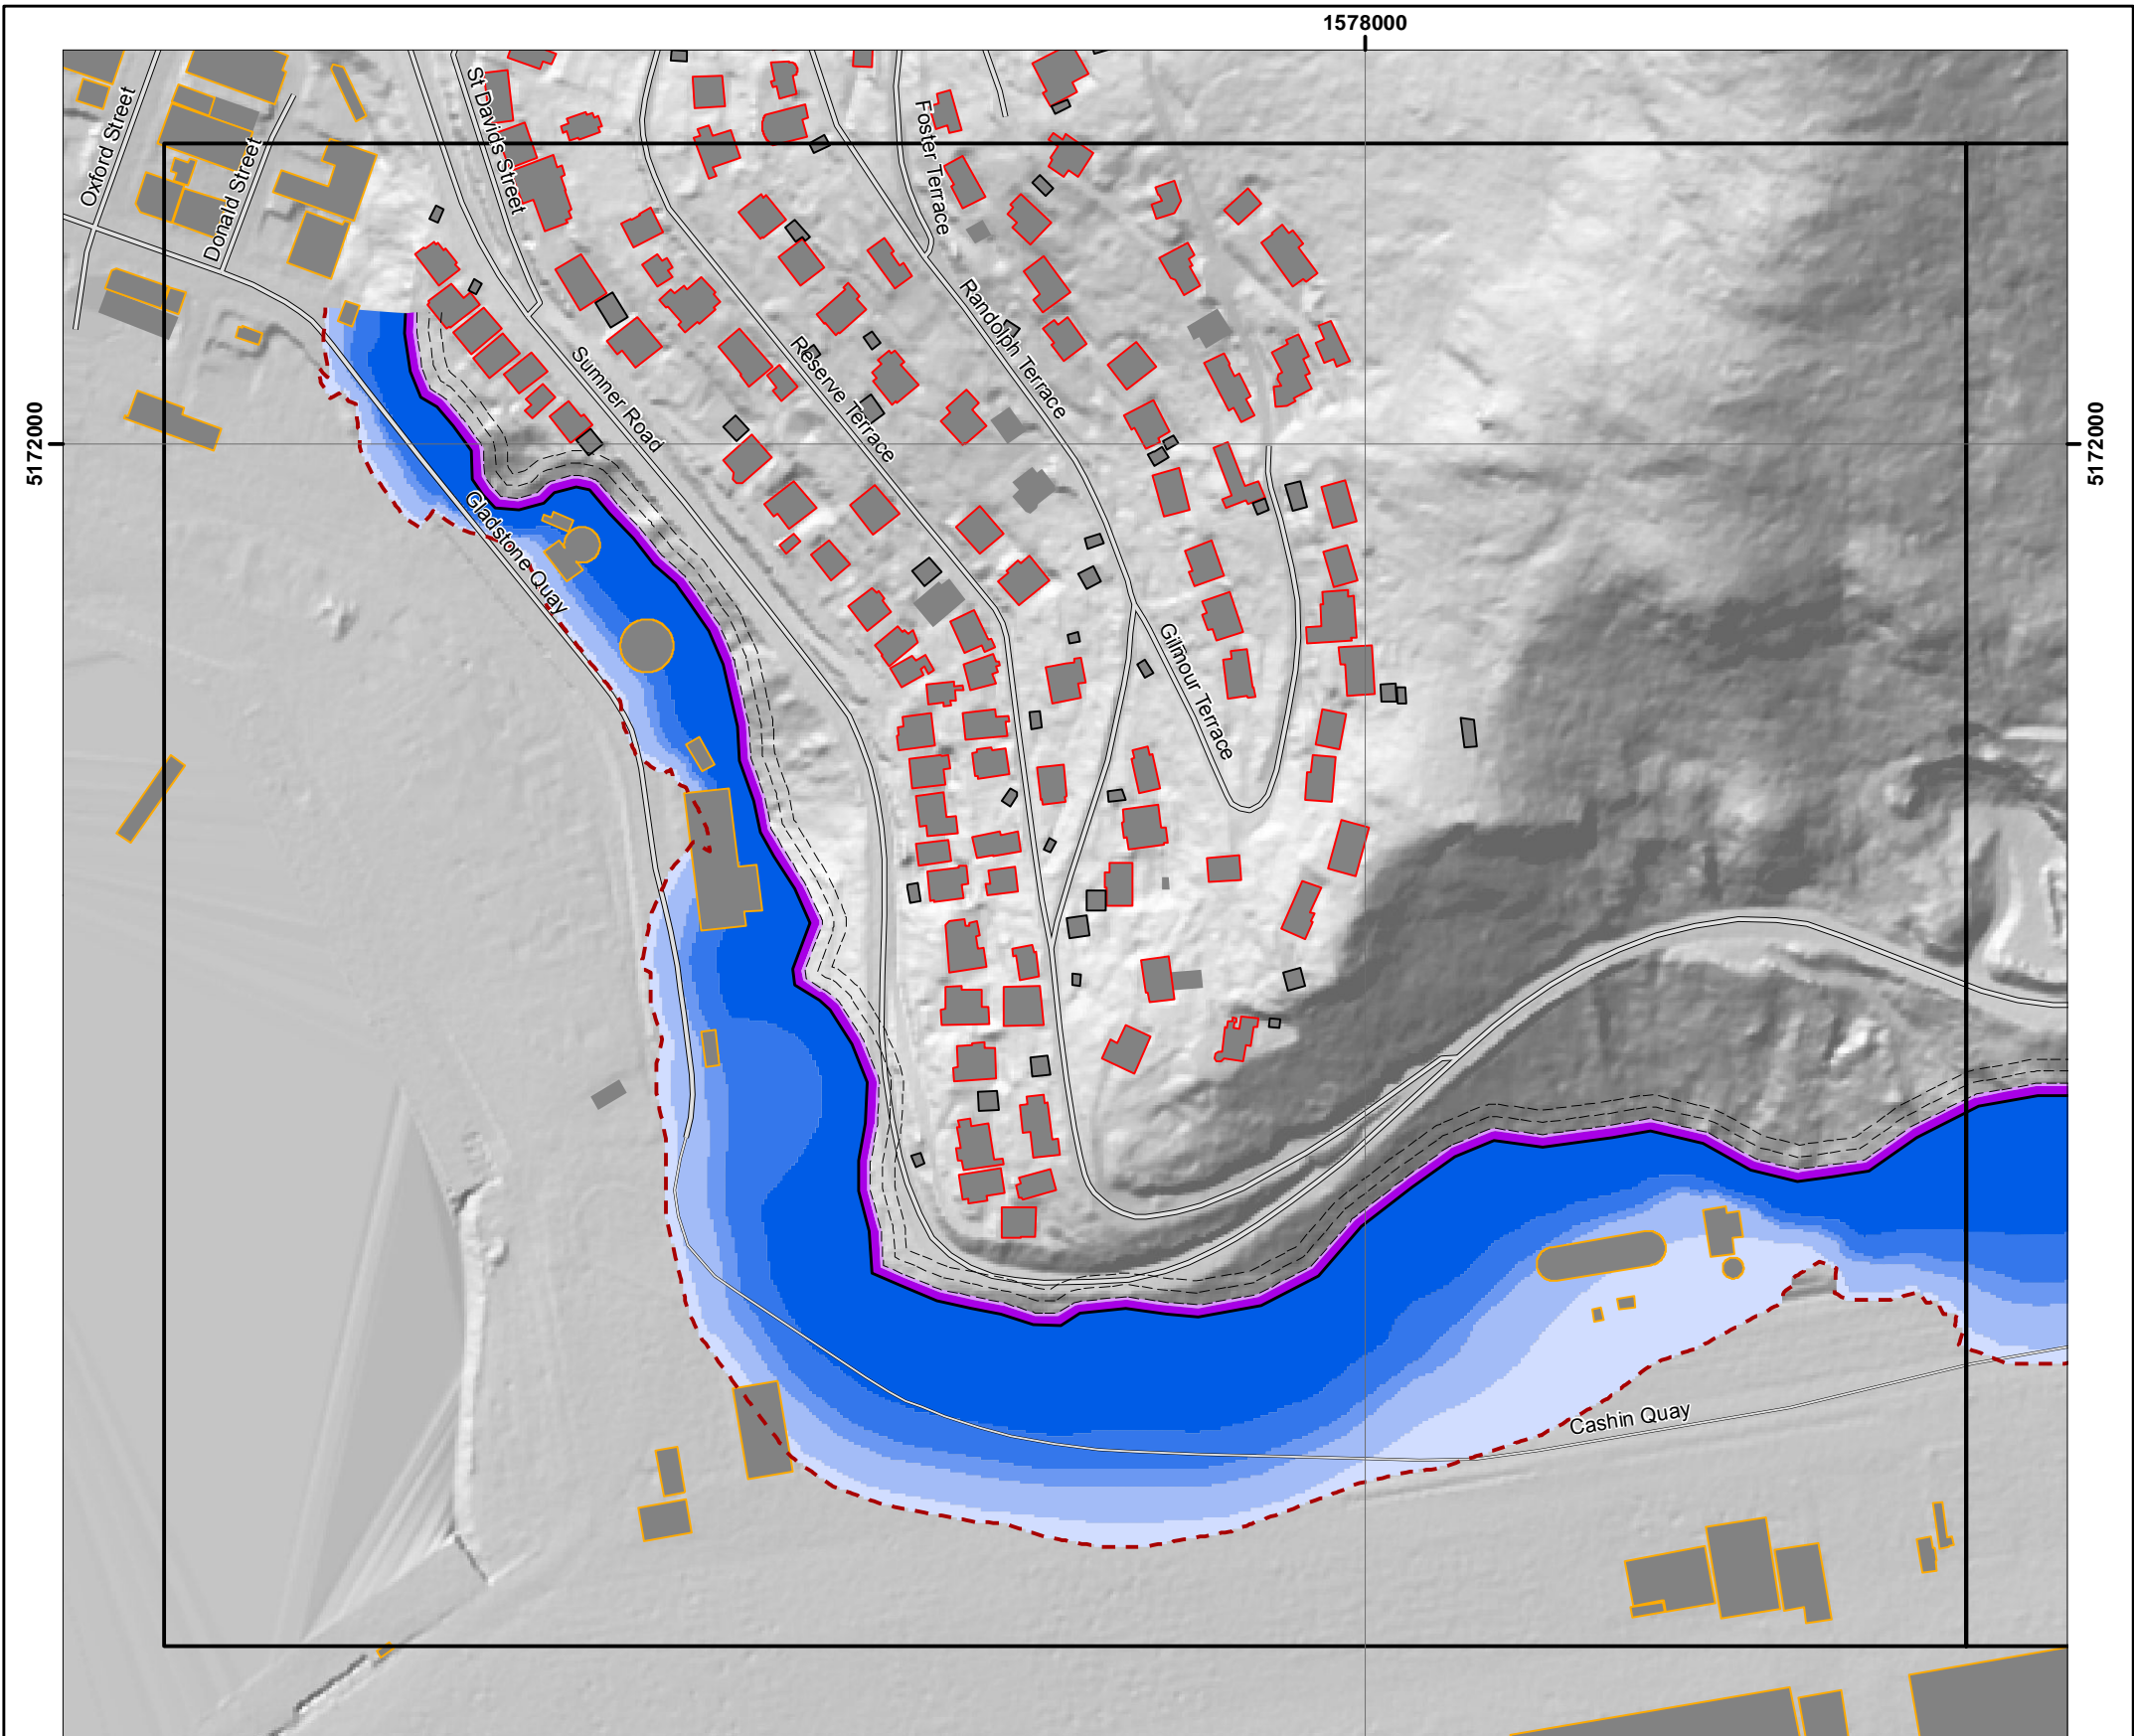 1578000
Oxford Street
Donald Street
St Davids Street
Foster Terrace
Randolph Terrace
Reserve Terrace
Sumner Road
5172000
5172000
Gladstone Quay
Gilmour Terrace
Cashin Quay